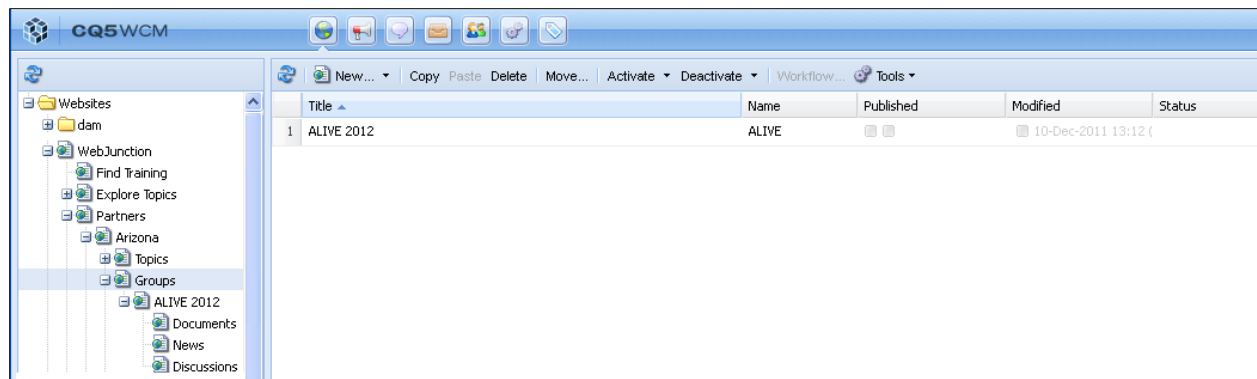 CQ5WCM
New... Copy Paste Delete Move... Activate Deactivate Workflow... Tools
Websites
dam
WebJunction
Find Training
Explore Topics
Partners
Arizona
Topics
Groups
ALIVE 2012
Documents
News
Discussions
Title Name Published Modified Status
1 ALIVE 2012 ALIVE 10-Dec-2011 13:12 (